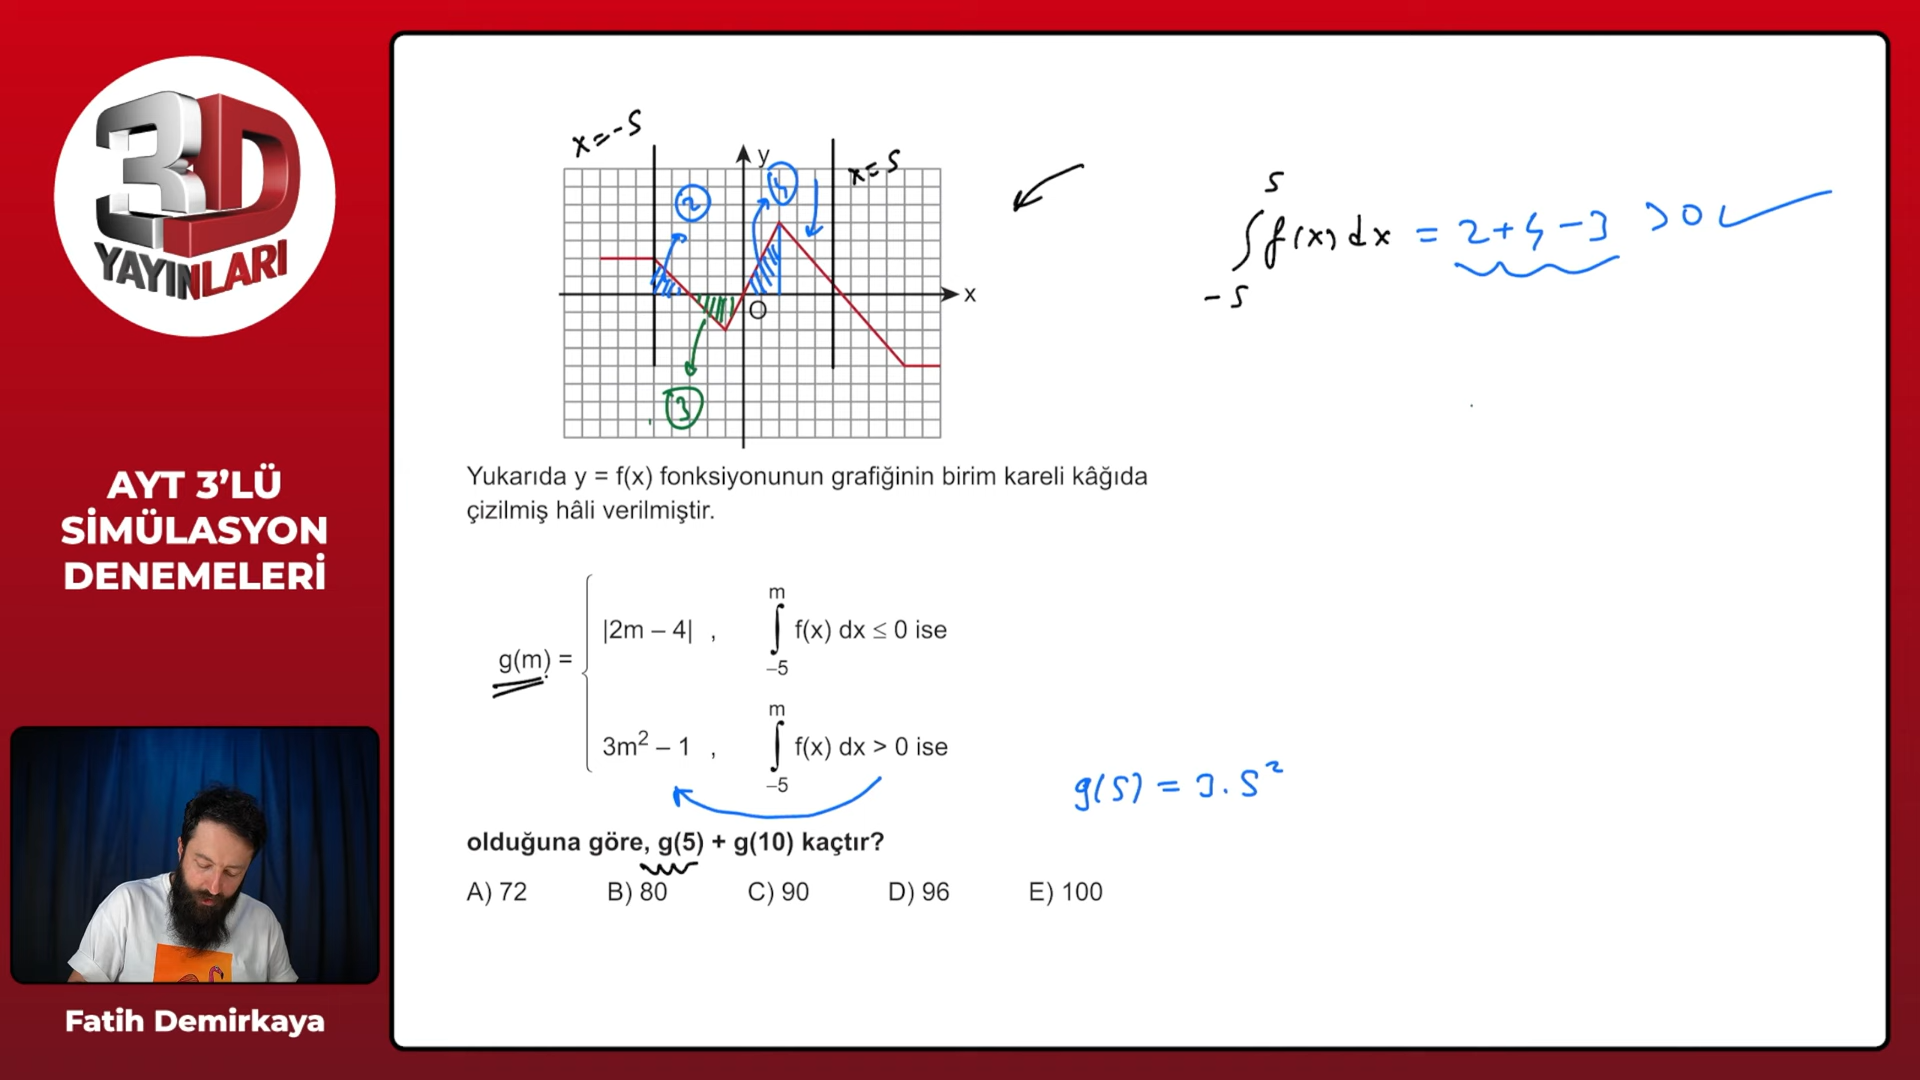 3D
YAYINLARI
AYT 3'LÜ
SİMÜLASYON
DENEMELERİ
Fatih Demirkaya
x=-5
y
x=5
2
4
x
O
3
5
∫f(x)dx = 2+4-3 >0
-5
Yukarıda y = f(x) fonksiyonunun grafiğinin birim kareli kâğıda
çizilmiş hâli verilmiştir.
m
|2m – 4| , ∫ f(x) dx ≤ 0 ise
–5
g(m) =
m
3m² – 1 , ∫ f(x) dx > 0 ise
–5
g(5) = 3.5²
olduğuna göre, g(5) + g(10) kaçtır?
A) 72 B) 80 C) 90 D) 96 E) 100